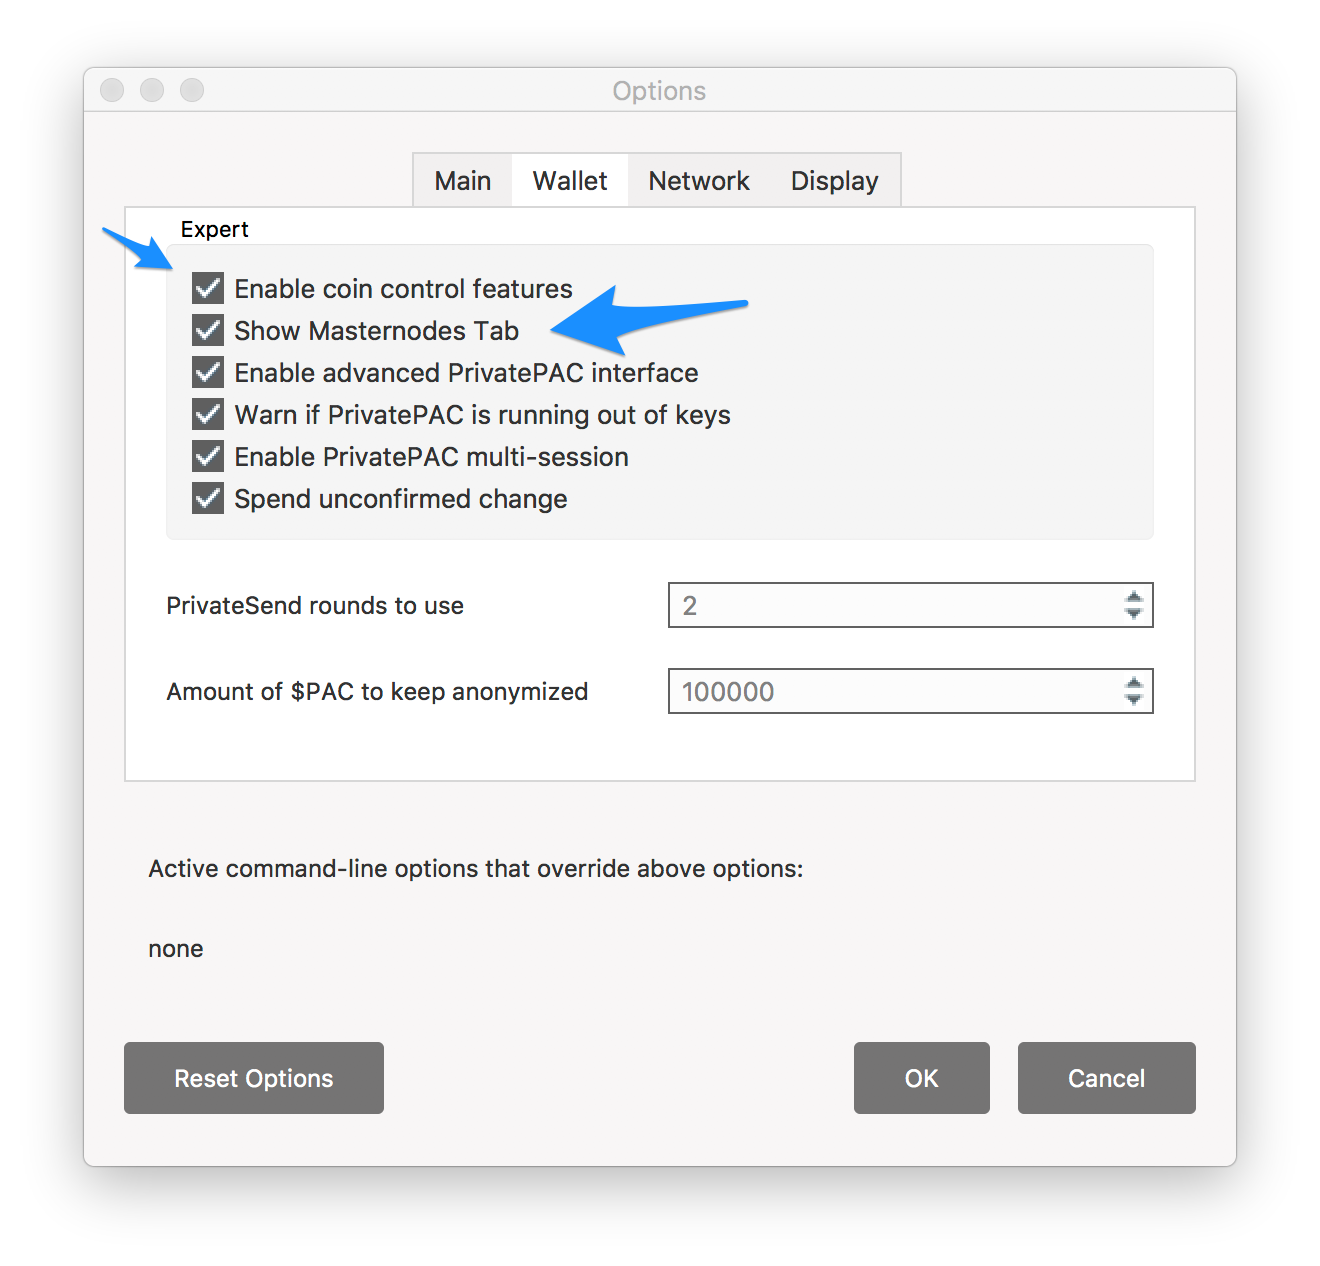 Options
Main Wallet Network Display
Expert
Enable coin control features
Show Masternodes Tab
Enable advanced PrivatePAC interface
Warn if PrivatePAC is running out of keys
Enable PrivatePAC multi-session
Spend unconfirmed change
PrivateSend rounds to use 2
Amount of $PAC to keep anonymized 100000
Active command-line options that override above options:
none
Reset Options OK Cancel